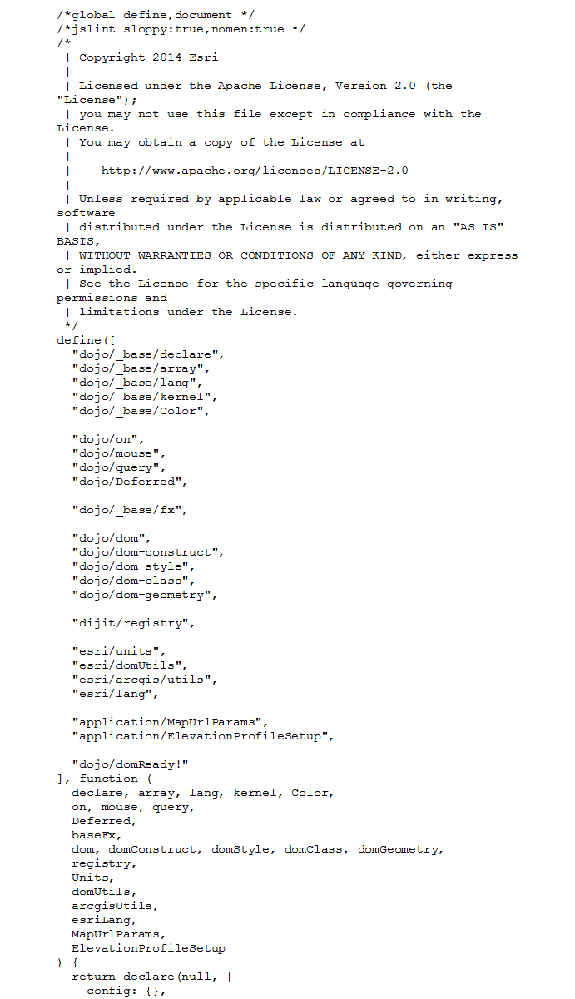 /*global define,document */
/*jslint sloppy:true,nomen:true */
/*
 | Copyright 2014 Esri
 |
 | Licensed under the Apache License, Version 2.0 (the
"License");
 | you may not use this file except in compliance with the
License.
 | You may obtain a copy of the License at
 |
 |    http://www.apache.org/licenses/LICENSE-2.0
 |
 | Unless required by applicable law or agreed to in writing,
software
 | distributed under the License is distributed on an "AS IS"
BASIS,
 | WITHOUT WARRANTIES OR CONDITIONS OF ANY KIND, either express
or implied.
 | See the License for the specific language governing
permissions and
 | limitations under the License.
 */
define([
  "dojo/_base/declare",
  "dojo/_base/array",
  "dojo/_base/lang",
  "dojo/_base/kernel",
  "dojo/_base/Color",

  "dojo/on",
  "dojo/mouse",
  "dojo/query",
  "dojo/Deferred",

  "dojo/_base/fx",

  "dojo/dom",
  "dojo/dom-construct",
  "dojo/dom-style",
  "dojo/dom-class",
  "dojo/dom-geometry",

  "dijit/registry",

  "esri/units",
  "esri/domUtils",
  "esri/arcgis/utils",
  "esri/lang",

  "application/MapUrlParams",
  "application/ElevationProfileSetup",

  "dojo/domReady!"
], function (
  declare, array, lang, kernel, Color,
  on, mouse, query,
  Deferred,
  baseFx,
  dom, domConstruct, domStyle, domClass, domGeometry,
  registry,
  Units,
  domUtils,
  arcgisUtils,
  esriLang,
  MapUrlParams,
  ElevationProfileSetup
) {
  return declare(null, {
    config: {},